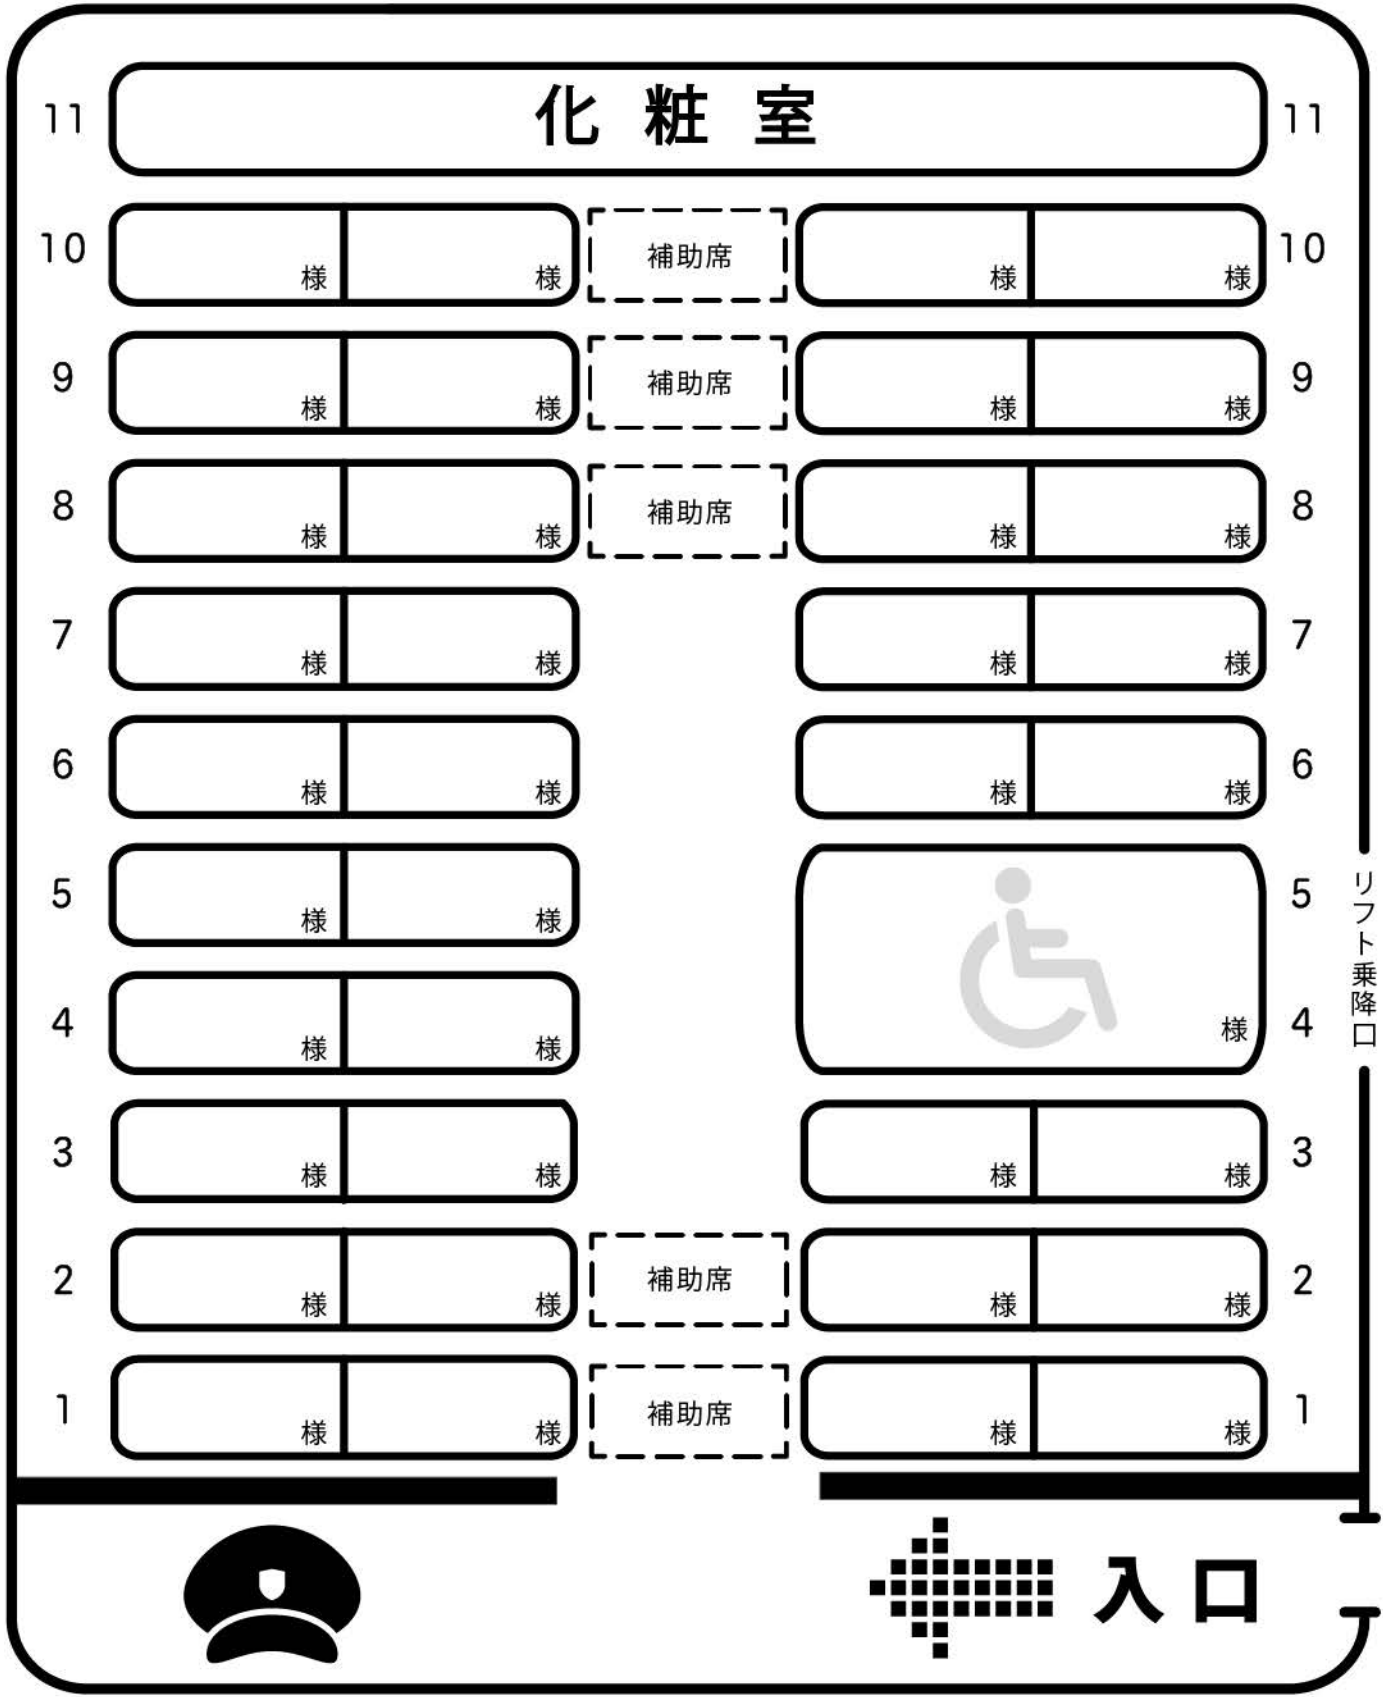 11 化粧室 11
10 様 様 補助席 様 様 10
9 様 様 補助席 様 様 9
8 様 様 補助席 様 様 8
7 様 様 様 様 7
6 様 様 様 様 6
5 様 様 5
4 様 様 様 4
リフト乗降口
3 様 様 様 様 3
2 様 様 補助席 様 様 2
1 様 様 補助席 様 様 1
入口